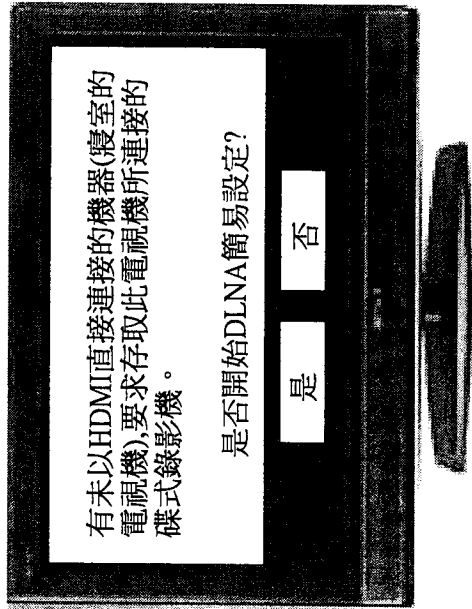 有未以HDMI直接連接的機器(寢室的
電視機),要求存取此電視機所連接的
碟式錄影機。
是否開始DLNA簡易設定?
是
否